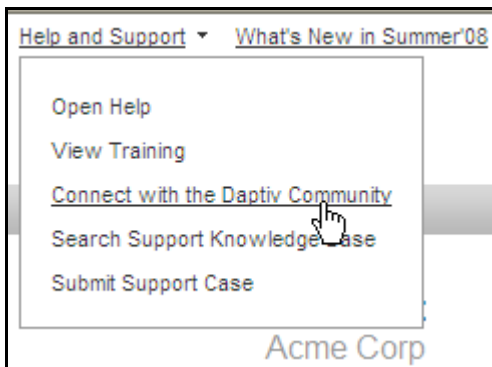 Help and Support What's New in Summer'08
Open Help
View Training
Connect with the Daptiv Community
Search Support Knowledge Base
Submit Support Case
Acme Corp